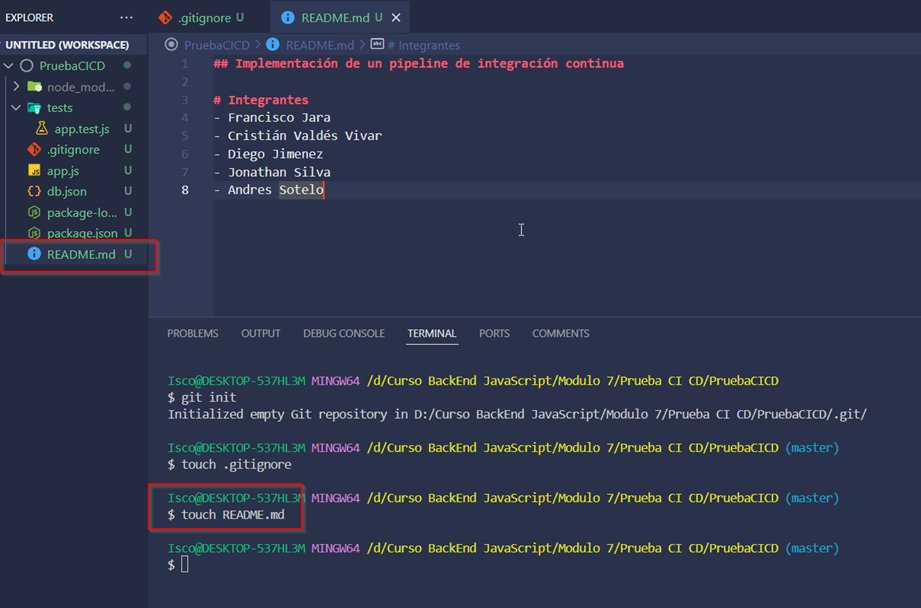 EXPLORER ...
UNTITLED (WORKSPACE)
PruebaCICD
node_mod...
tests
app.test.js U
.gitignore U
app.js U
db.json U
package-lo... U
package.json U
README.md U
.gitignore U README.md U
PruebaCICD > README.md > # Integrantes
1 ## Implementación de un pipeline de integración continua
2
3 # Integrantes
4 - Francisco Jara
5 - Cristián Valdés Vivar
6 - Diego Jimenez
7 - Jonathan Silva
8 - Andres Sotelo
PROBLEMS OUTPUT DEBUG CONSOLE TERMINAL PORTS COMMENTS
Isco@DESKTOP-537HL3M MINGW64 /d/Curso BackEnd JavaScript/Modulo 7/Prueba CI CD/PruebaCICD
$ git init
Initialized empty Git repository in D:/Curso BackEnd JavaScript/Modulo 7/Prueba CI CD/PruebaCICD/.git/
Isco@DESKTOP-537HL3M MINGW64 /d/Curso BackEnd JavaScript/Modulo 7/Prueba CI CD/PruebaCICD (master)
$ touch .gitignore
Isco@DESKTOP-537HL3M MINGW64 /d/Curso BackEnd JavaScript/Modulo 7/Prueba CI CD/PruebaCICD (master)
$ touch README.md
Isco@DESKTOP-537HL3M MINGW64 /d/Curso BackEnd JavaScript/Modulo 7/Prueba CI CD/PruebaCICD (master)
$